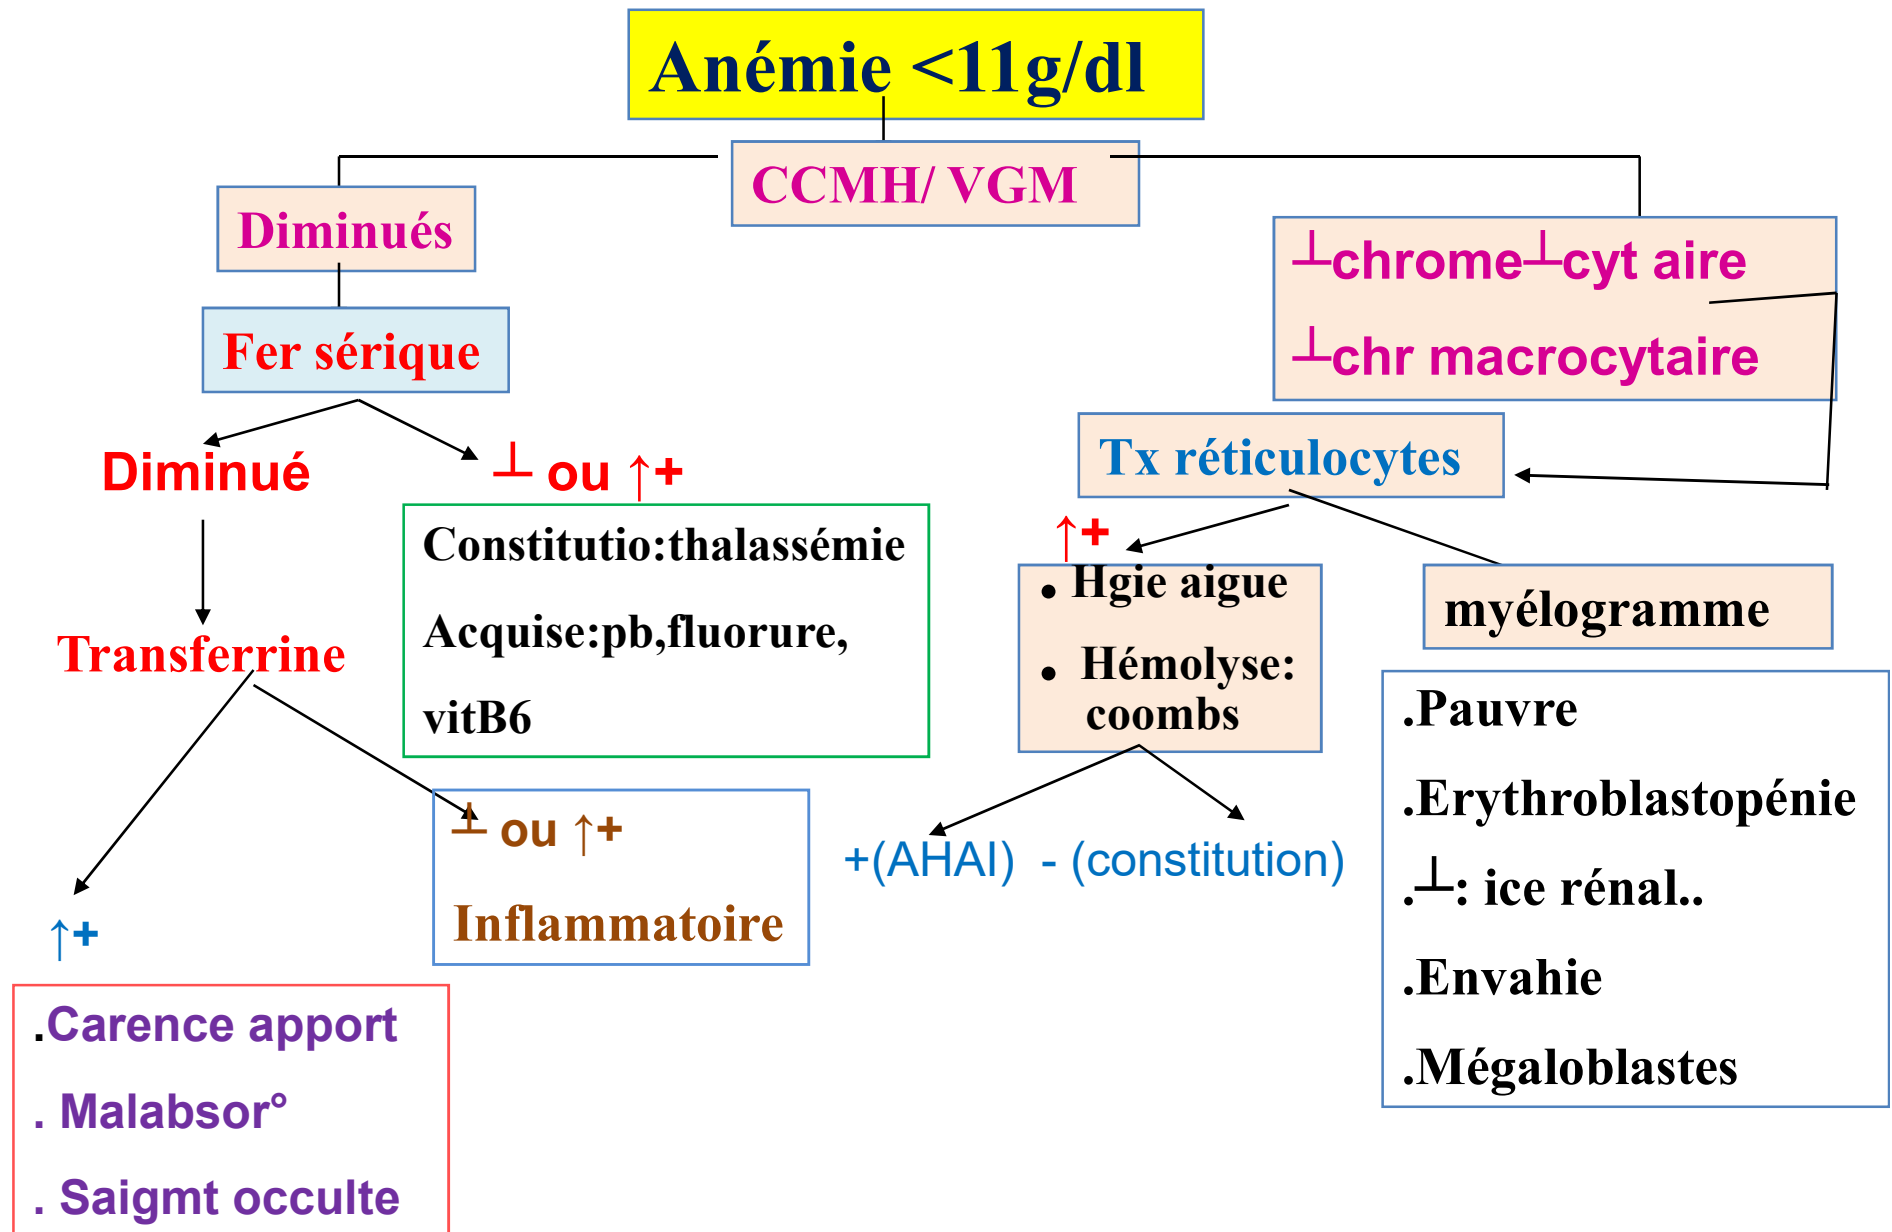 Anémie <11g/dl
CCMH/ VGM
Diminués
┴chrome┴cyt aire
┴chr macrocytaire
Fer sérique
Tx réticulocytes
Diminué
┴ ou ↑+
Constitutio:thalassémie
Acquise:pb,fluorure,
vitB6
Transferrine
↑+
• Hgie aigue
• Hémolyse:
coombs
myélogramme
.Pauvre
.Erythroblastopénie
.┴: ice rénal..
.Envahie
.Mégaloblastes
┴ ou ↑+
Inflammatoire
+(AHAI) - (constitution)
↑+
.Carence apport
. Malabsor°
. Saigmt occulte